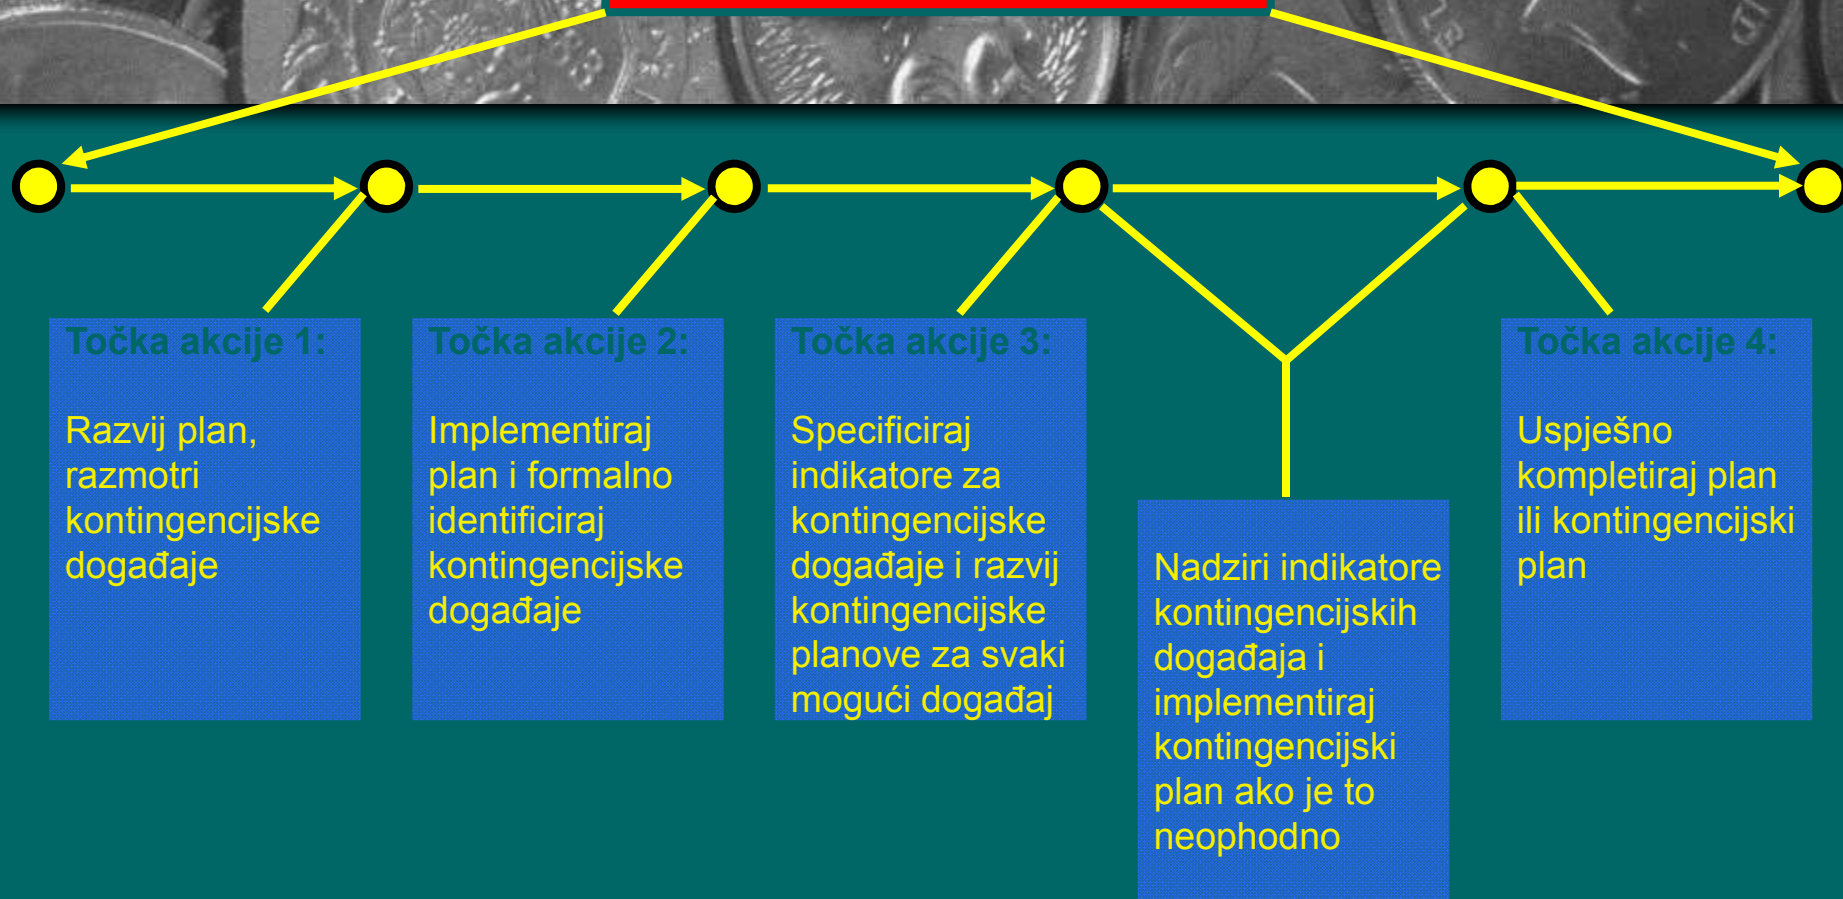 Točka akcije 1:
Razvij plan,
razmotri
kontingencijske
događaje
Točka akcije 2:
Implementiraj
plan i formalno
identificiraj
kontingencijske
događaje
Točka akcije 3:
Specificiraj
indikatore za
kontingencijske
događaje i razvij
kontingencijske
planove za svaki
mogući događaj
Nadziri indikatore
kontingencijskih
događaja i
implementiraj
kontingencijski
plan ako je to
neophodno
Točka akcije 4:
Uspješno
kompletiraj plan
ili kontingencijski
plan